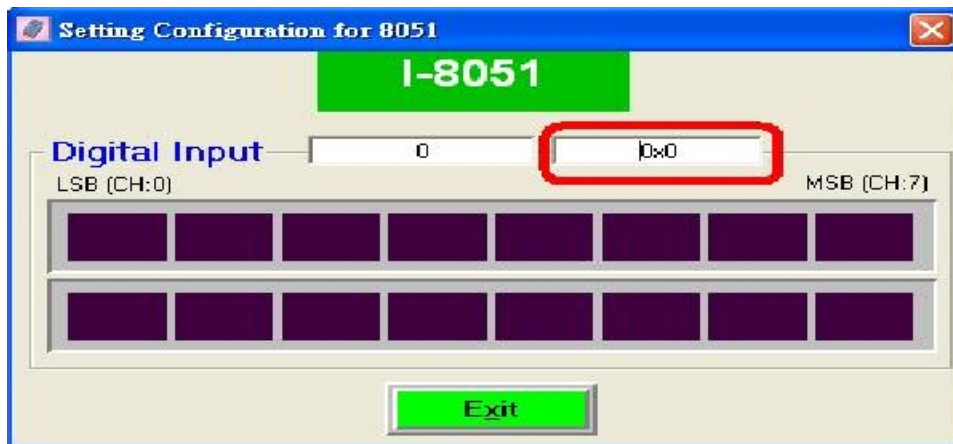 Setting Configuration for 8051
I-8051
Digital Input 0 0x0
LSB (CH:0) MSB (CH:7)
Exit